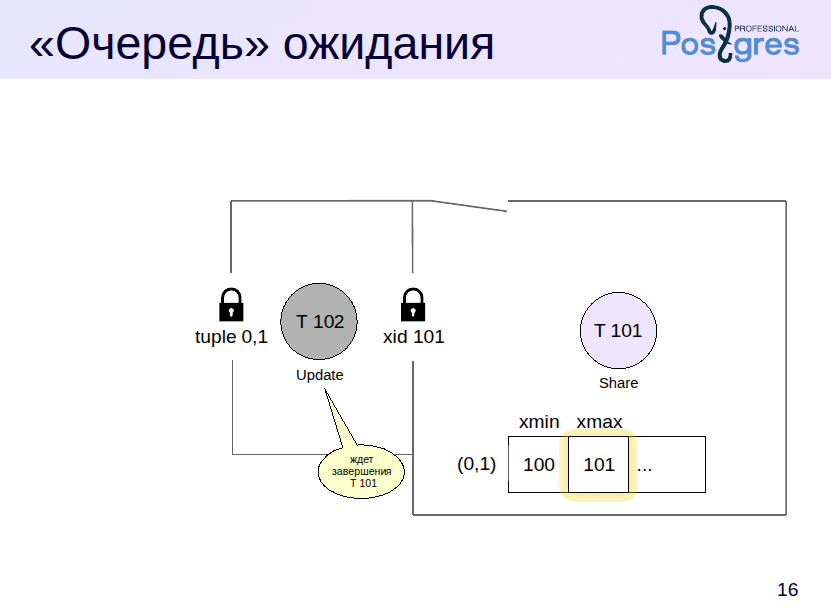 «Очередь» ожидания
PROFESSIONAL
Postgres
T 102
T 101
tuple 0,1
xid 101
Update
Share
xmin xmax
ждет
завершения
T 101
(0,1)
100
101
...
16